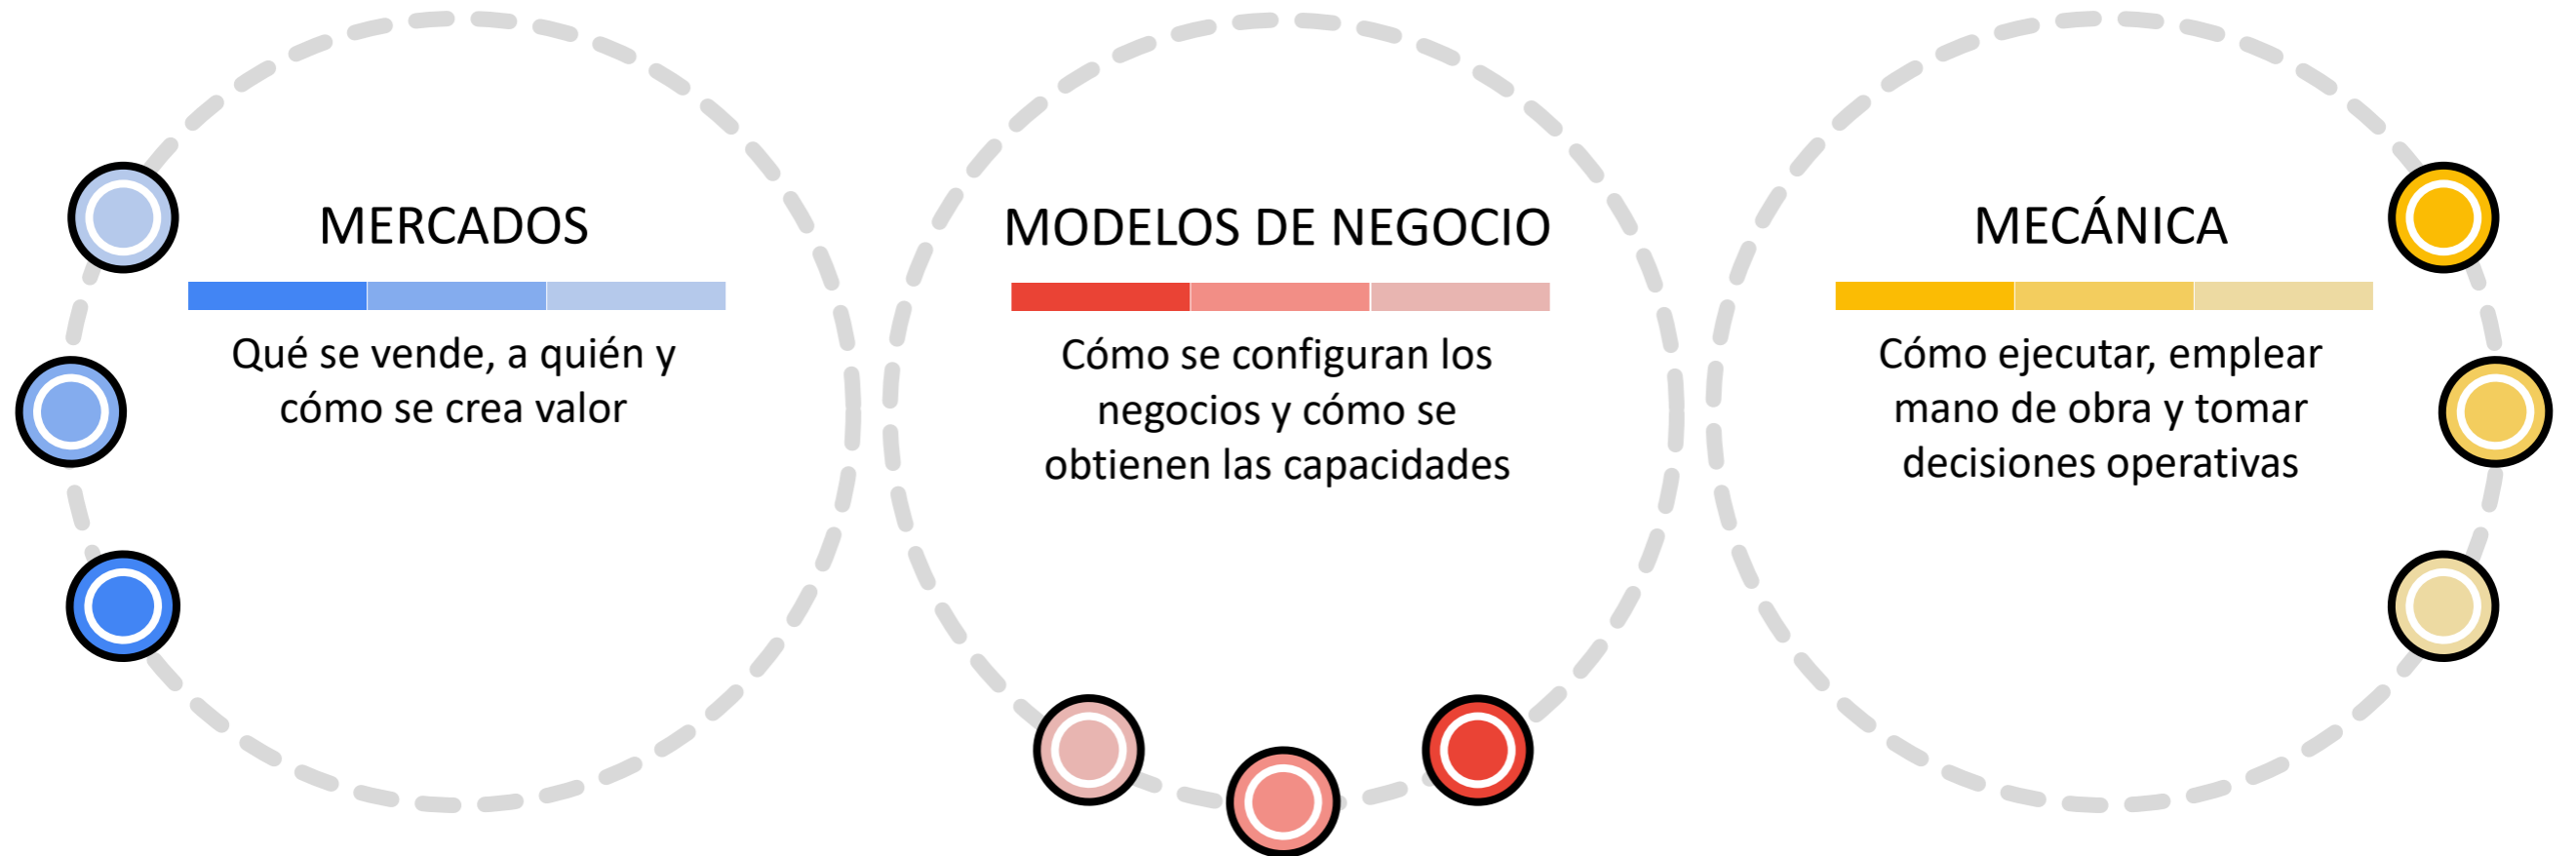 MERCADOS
Qué se vende, a quién y
cómo se crea valor
MODELOS DE NEGOCIO
Cómo se configuran los
negocios y cómo se
obtienen las capacidades
MECÁNICA
Cómo ejecutar, emplear
mano de obra y tomar
decisiones operativas